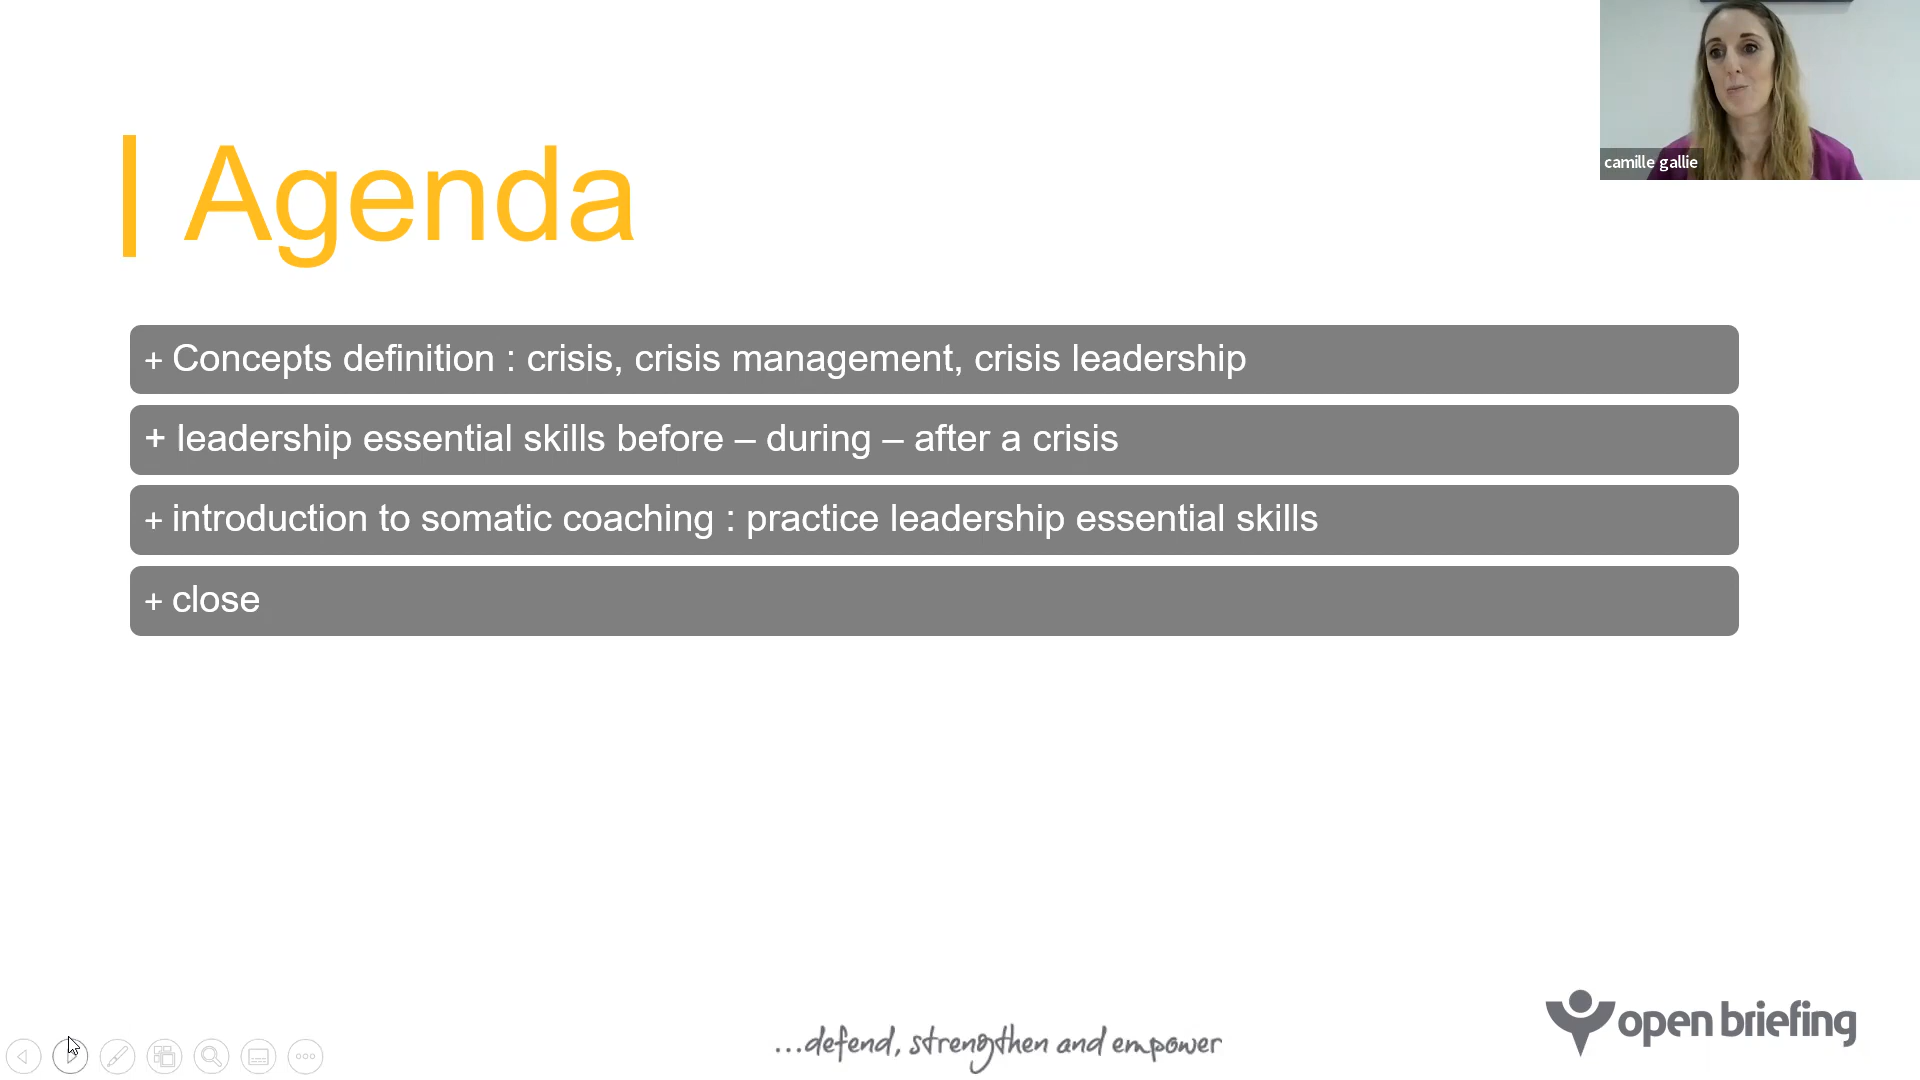 camille gallie
Agenda
+ Concepts definition : crisis, crisis management, crisis leadership
+ leadership essential skills before – during – after a crisis
+ introduction to somatic coaching : practice leadership essential skills
+ close
...defend, strengthen and empower
open briefing